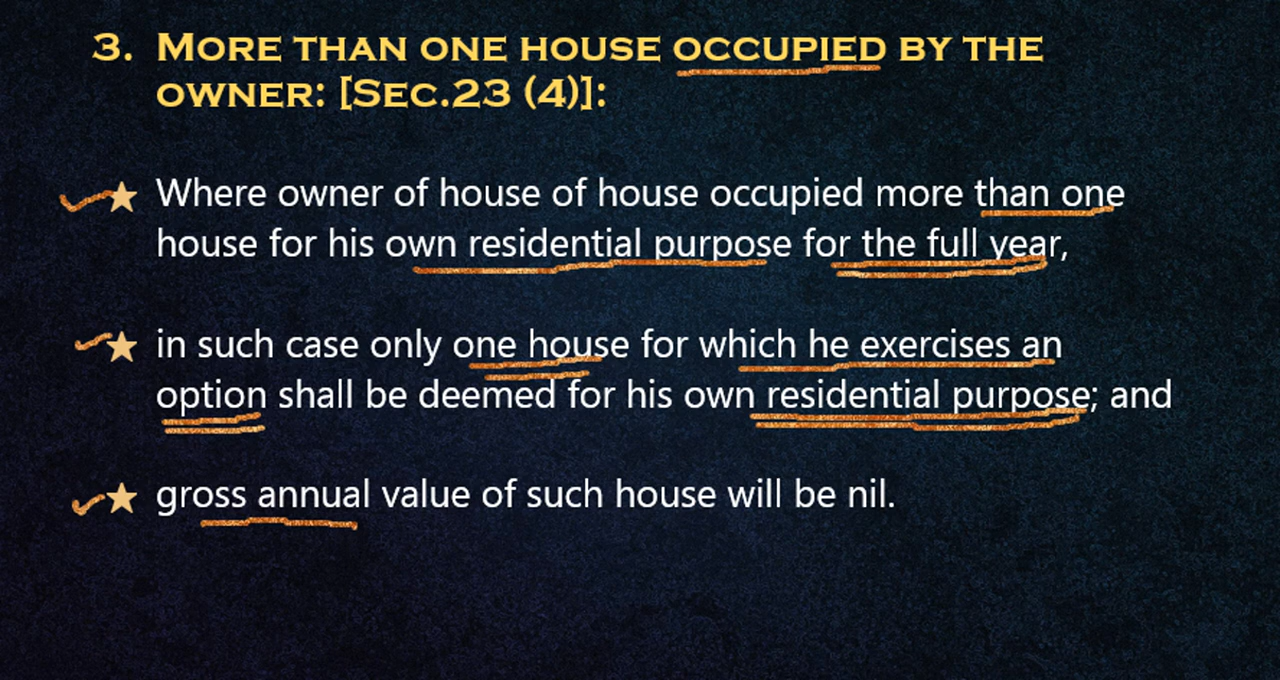 3. MORE THAN ONE HOUSE OCCUPIED BY THE
OWNER: [SEC.23 (4)]:
★ Where owner of house of house occupied more than one
house for his own residential purpose for the full year,
★ in such case only one house for which he exercises an
option shall be deemed for his own residential purpose; and
★ gross annual value of such house will be nil.